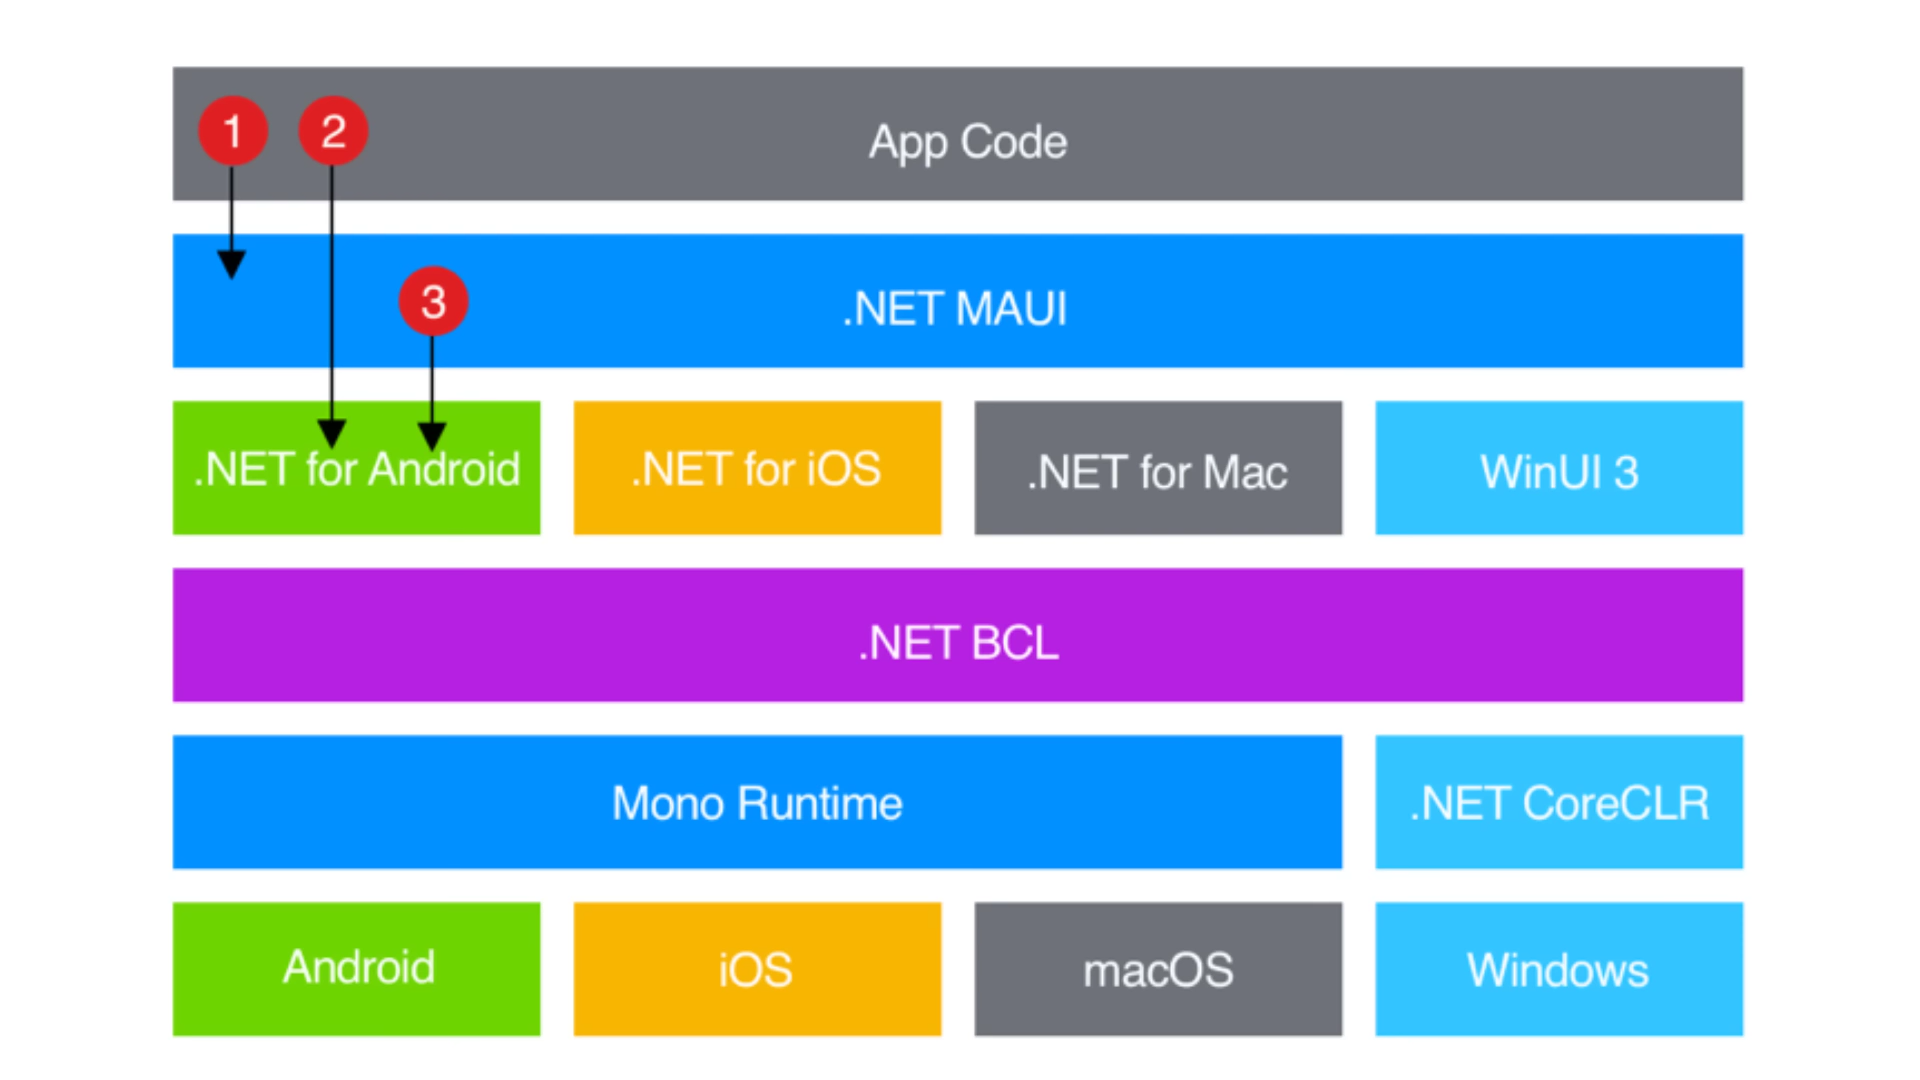 1 2
App Code
3
.NET MAUI
.NET for Android
.NET for iOS
.NET for Mac
WinUI 3
.NET BCL
Mono Runtime
.NET CoreCLR
Android
iOS
macOS
Windows